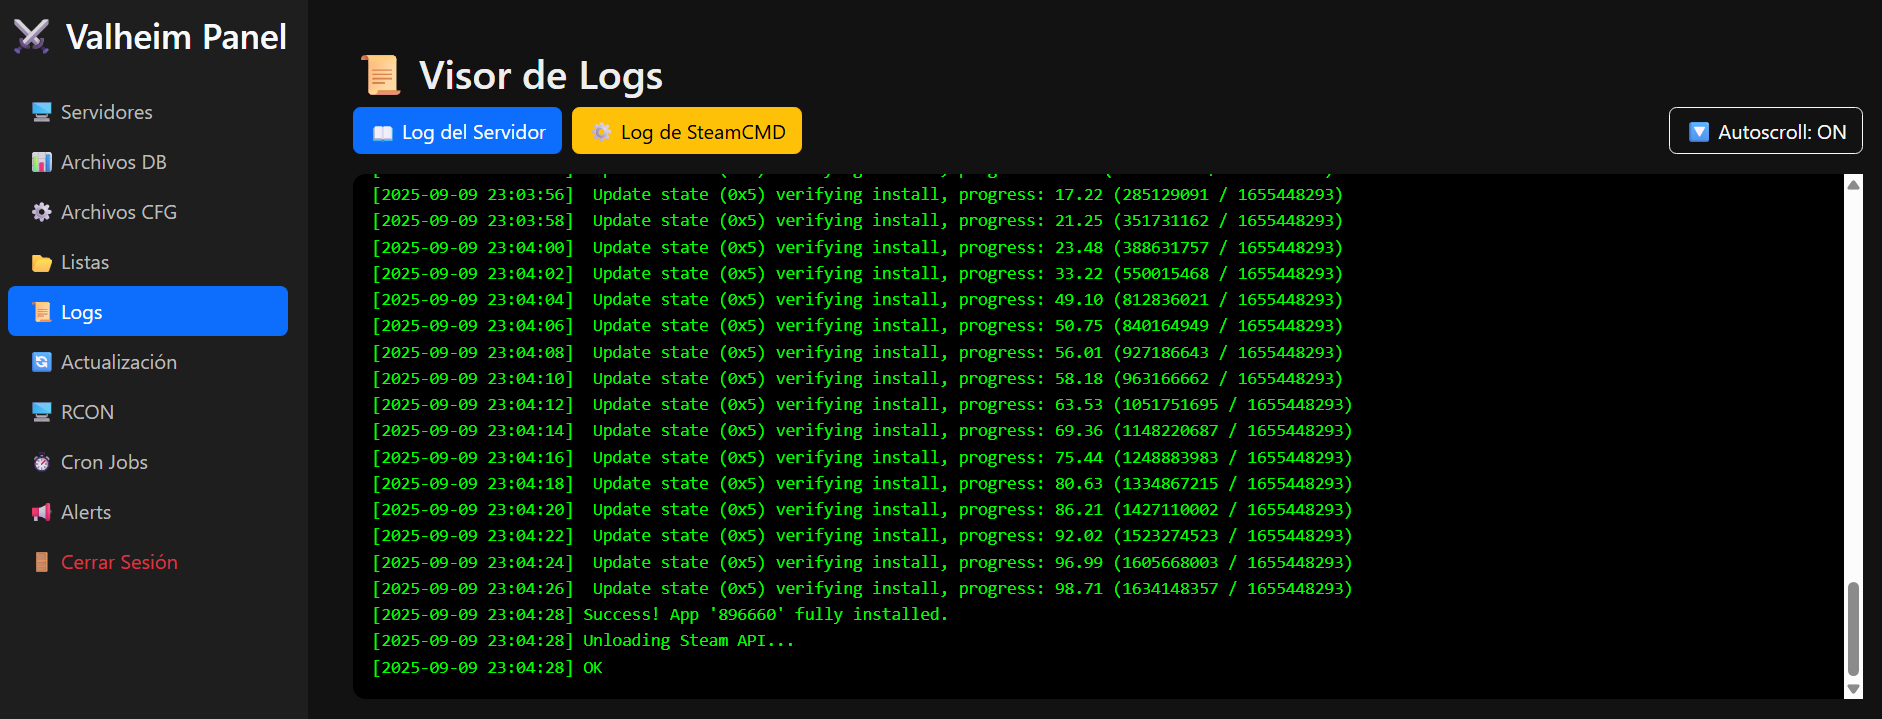 Valheim Panel
Servidores
Archivos DB
Archivos CFG
Listas
Logs
Actualización
RCON
Cron Jobs
Alerts
Cerrar Sesión
Visor de Logs
Log del Servidor
Log de SteamCMD
Autoscroll: ON
[2025-09-09 23:03:56]  Update state (0x5) verifying install, progress: 17.22 (285129091 / 1655448293)
[2025-09-09 23:03:58]  Update state (0x5) verifying install, progress: 21.25 (351731162 / 1655448293)
[2025-09-09 23:04:00]  Update state (0x5) verifying install, progress: 23.48 (388631757 / 1655448293)
[2025-09-09 23:04:02]  Update state (0x5) verifying install, progress: 33.22 (550015468 / 1655448293)
[2025-09-09 23:04:04]  Update state (0x5) verifying install, progress: 49.10 (812836021 / 1655448293)
[2025-09-09 23:04:06]  Update state (0x5) verifying install, progress: 50.75 (840164949 / 1655448293)
[2025-09-09 23:04:08]  Update state (0x5) verifying install, progress: 56.01 (927186643 / 1655448293)
[2025-09-09 23:04:10]  Update state (0x5) verifying install, progress: 58.18 (963166662 / 1655448293)
[2025-09-09 23:04:12]  Update state (0x5) verifying install, progress: 63.53 (1051751695 / 1655448293)
[2025-09-09 23:04:14]  Update state (0x5) verifying install, progress: 69.36 (1148220687 / 1655448293)
[2025-09-09 23:04:16]  Update state (0x5) verifying install, progress: 75.44 (1248883983 / 1655448293)
[2025-09-09 23:04:18]  Update state (0x5) verifying install, progress: 80.63 (1334867215 / 1655448293)
[2025-09-09 23:04:20]  Update state (0x5) verifying install, progress: 86.21 (1427110002 / 1655448293)
[2025-09-09 23:04:22]  Update state (0x5) verifying install, progress: 92.02 (1523274523 / 1655448293)
[2025-09-09 23:04:24]  Update state (0x5) verifying install, progress: 96.99 (1605668003 / 1655448293)
[2025-09-09 23:04:26]  Update state (0x5) verifying install, progress: 98.71 (1634148357 / 1655448293)
[2025-09-09 23:04:28] Success! App '896660' fully installed.
[2025-09-09 23:04:28] Unloading Steam API...
[2025-09-09 23:04:28] OK